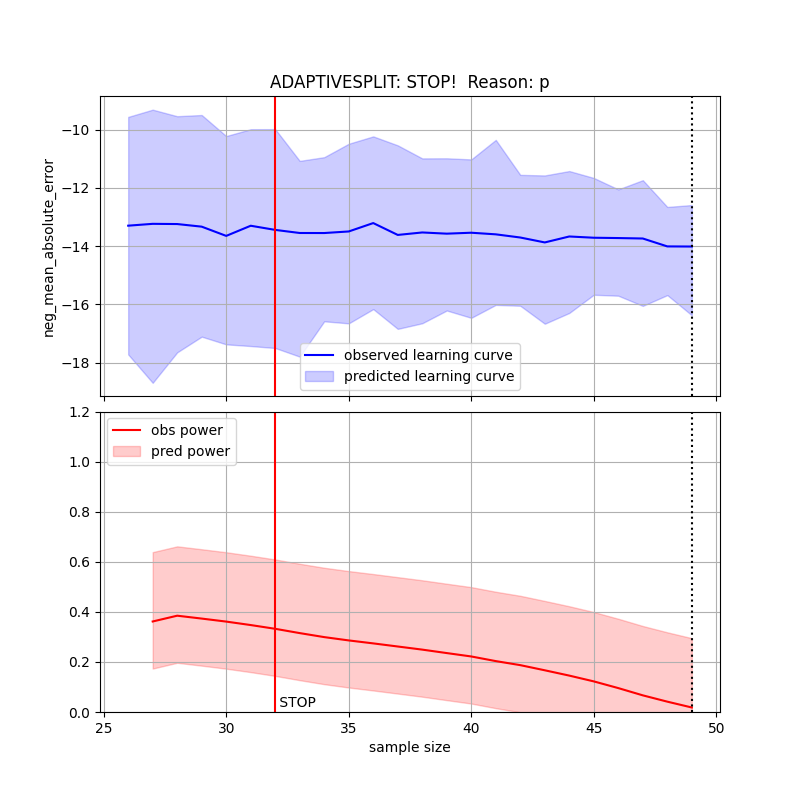 ADAPTIVESPLIT: STOP!  Reason: p
neg_mean_absolute_error
−10
−12
−14
−16
−18
observed learning curve
predicted learning curve
1.2
1.0
0.8
0.6
0.4
0.2
0.0
obs power
pred power
STOP
25
30
35
40
45
50
sample size